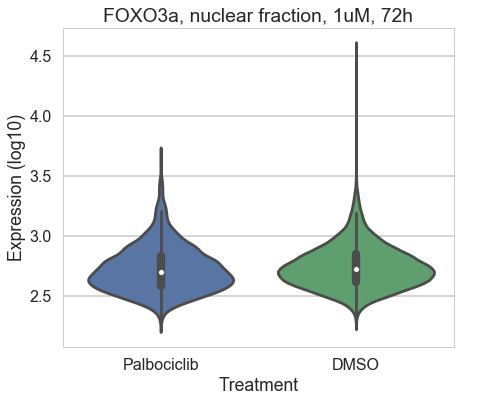 FOXO3a, nuclear fraction, 1uM, 72h
Expression (log10)
4.5
4.0
3.5
3.0
2.5
Palbociclib
DMSO
Treatment